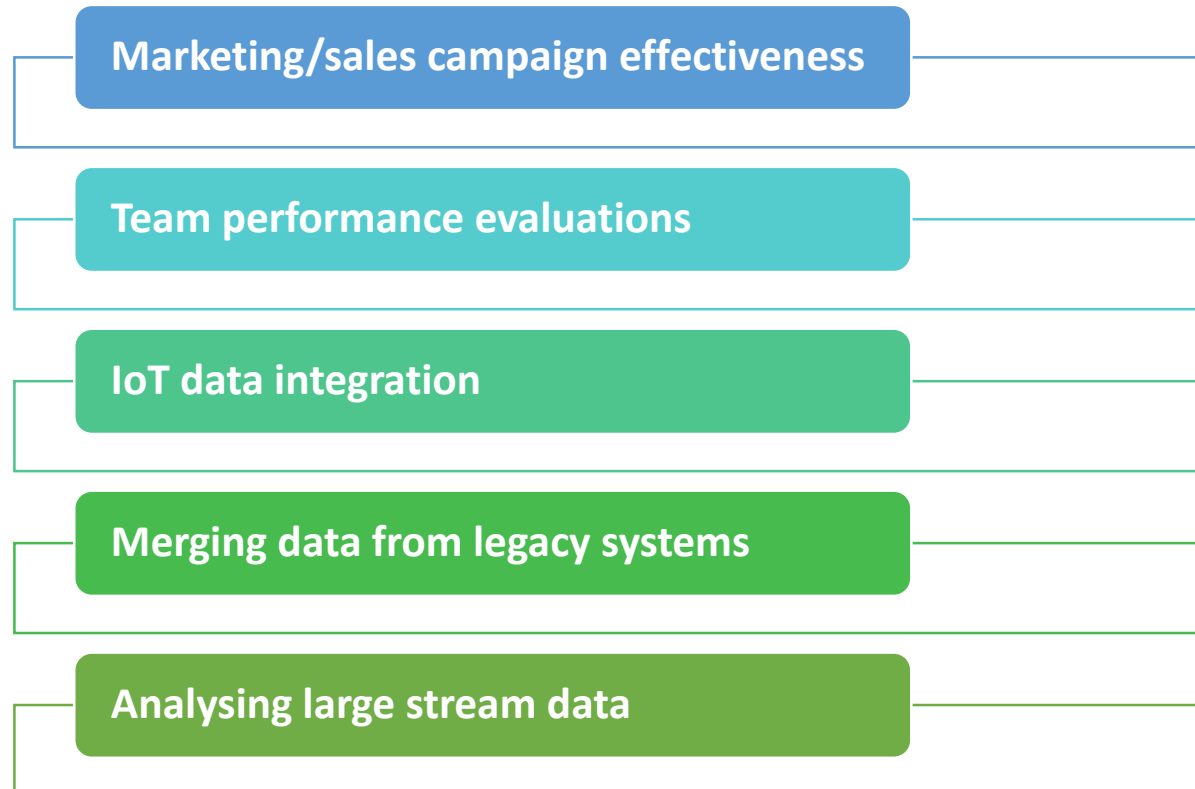 Marketing/sales campaign effectiveness
Team performance evaluations
IoT data integration
Merging data from legacy systems
Analysing large stream data